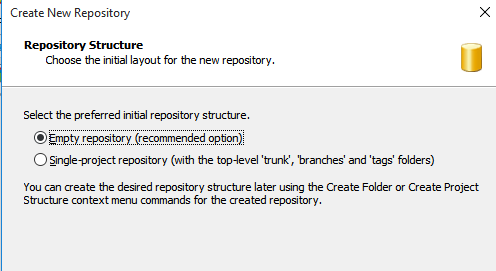 Create New Repository
Repository Structure
Choose the initial layout for the new repository.
Select the preferred initial repository structure.
Empty repository (recommended option)
Single-project repository (with the top-level 'trunk', 'branches' and 'tags' folders)
You can create the desired repository structure later using the Create Folder or Create Project
Structure context menu commands for the created repository.